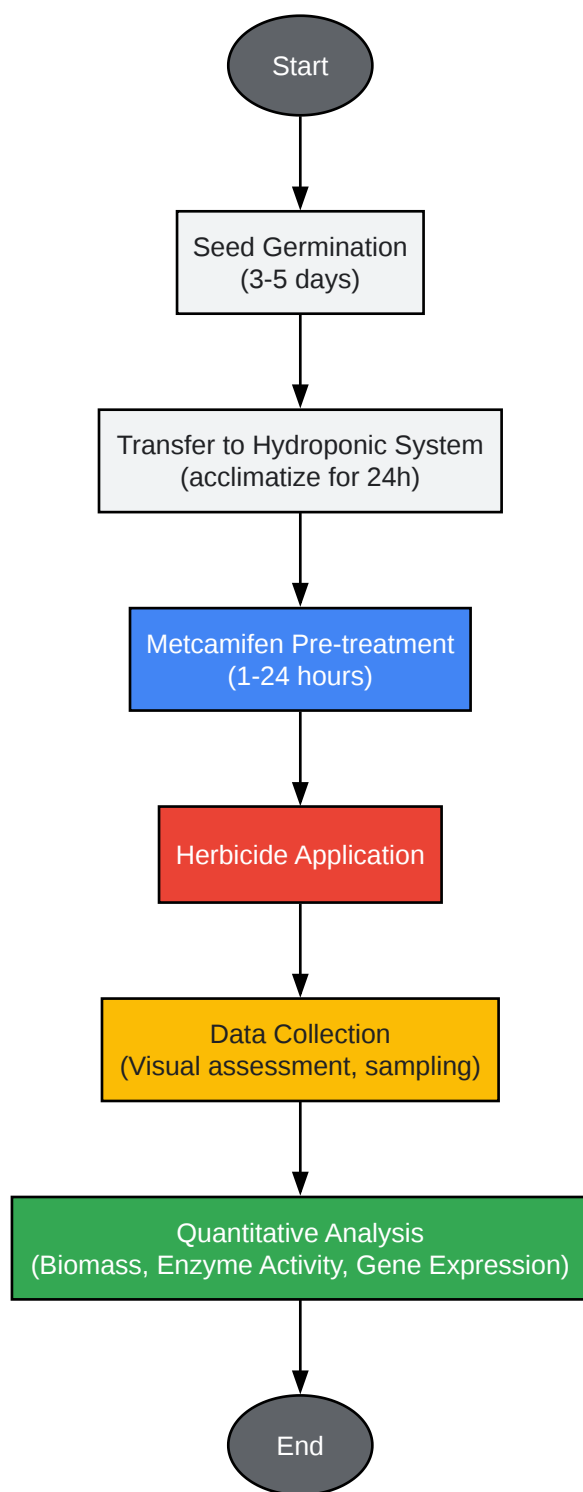 Start
Seed Germination
(3-5 days)
Transfer to Hydroponic System
(acclimatize for 24h)
Metcamifen Pre-treatment
(1-24 hours)
Herbicide Application
Data Collection
(Visual assessment, sampling)
Quantitative Analysis
(Biomass, Enzyme Activity, Gene Expression)
End